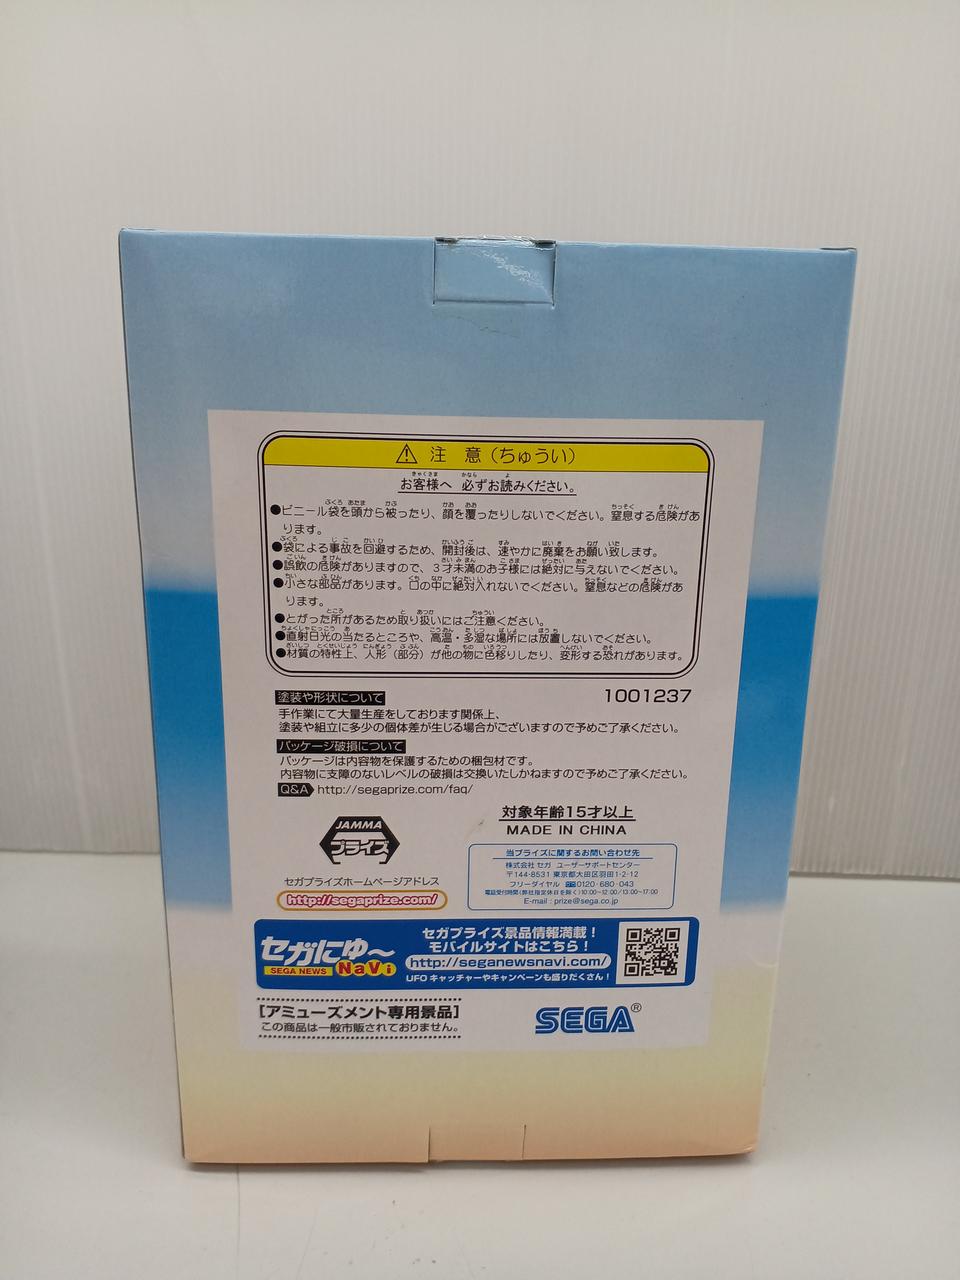 ⚠注 意(ちゅうい)
お客様へ 必ずお読みください。
●ビニール袋を頭から被ったり、顔を覆ったりしないでください。窒息する危険があ
ります。
●袋による事故を回避するため、開封後は、速やかに廃棄をお願い致します。
●誤飲の危険がありますので、3才未満のお子様には絶対に与えないでください。
●小さな部品があります。口の中に絶対入れないでください。窒息などの危険があ
ります。
●とがった所があるため取り扱いにはご注意ください。
●直射日光の当たるところや、高温・多湿な場所には放置しないでください。
●材質の特性上、人形(部分)が他の物に色移りしたり、変形する恐れがあります。
塗装や形状について
1001237
手作業にて大量生産をしております関係上、
塗装や組立に多少の個体差が生じる場合がございますので予めご了承ください。
パッケージ破損について
パッケージは内容物を保護するための梱包材です。
内容物に支障のないレベルの破損は交換いたしかねますので予めご了承ください。
Q&A http://segaprize.com/faq/
対象年齢15才以上
MADE IN CHINA
JAMMA
プライズ
セガプライズホームページアドレス
http://segaprize.com/
当プライズに関するお問い合わせ先
株式会社 セガ ユーザーサポートセンター
〒144-8531 東京都大田区羽田1-2-12
フリーダイヤル 0120-680-043
電話受付時間(弊社指定休日を除く)10:00~12:00/13:00~17:00
E-mail : prize@sega.co.jp
セガにゅ~
SEGA NEWS NaVi
セガプライズ景品情報満載!
モバイルサイトはこちら!
http://seganewsnavi.com/
UFOキャッチャーやキャンペーンも盛りだくさん!
[アミューズメント専用景品]
この商品は一般市販されておりません。
SEGA®